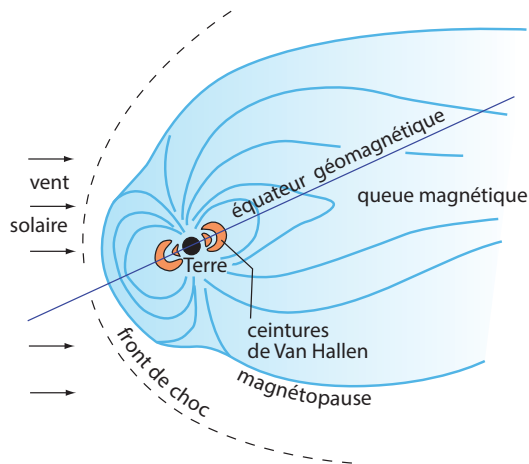 vent
solaire
équateur géomagnétique
queue magnétique
Terre
ceintures
de Van Hallen
front de choc
magnétopause